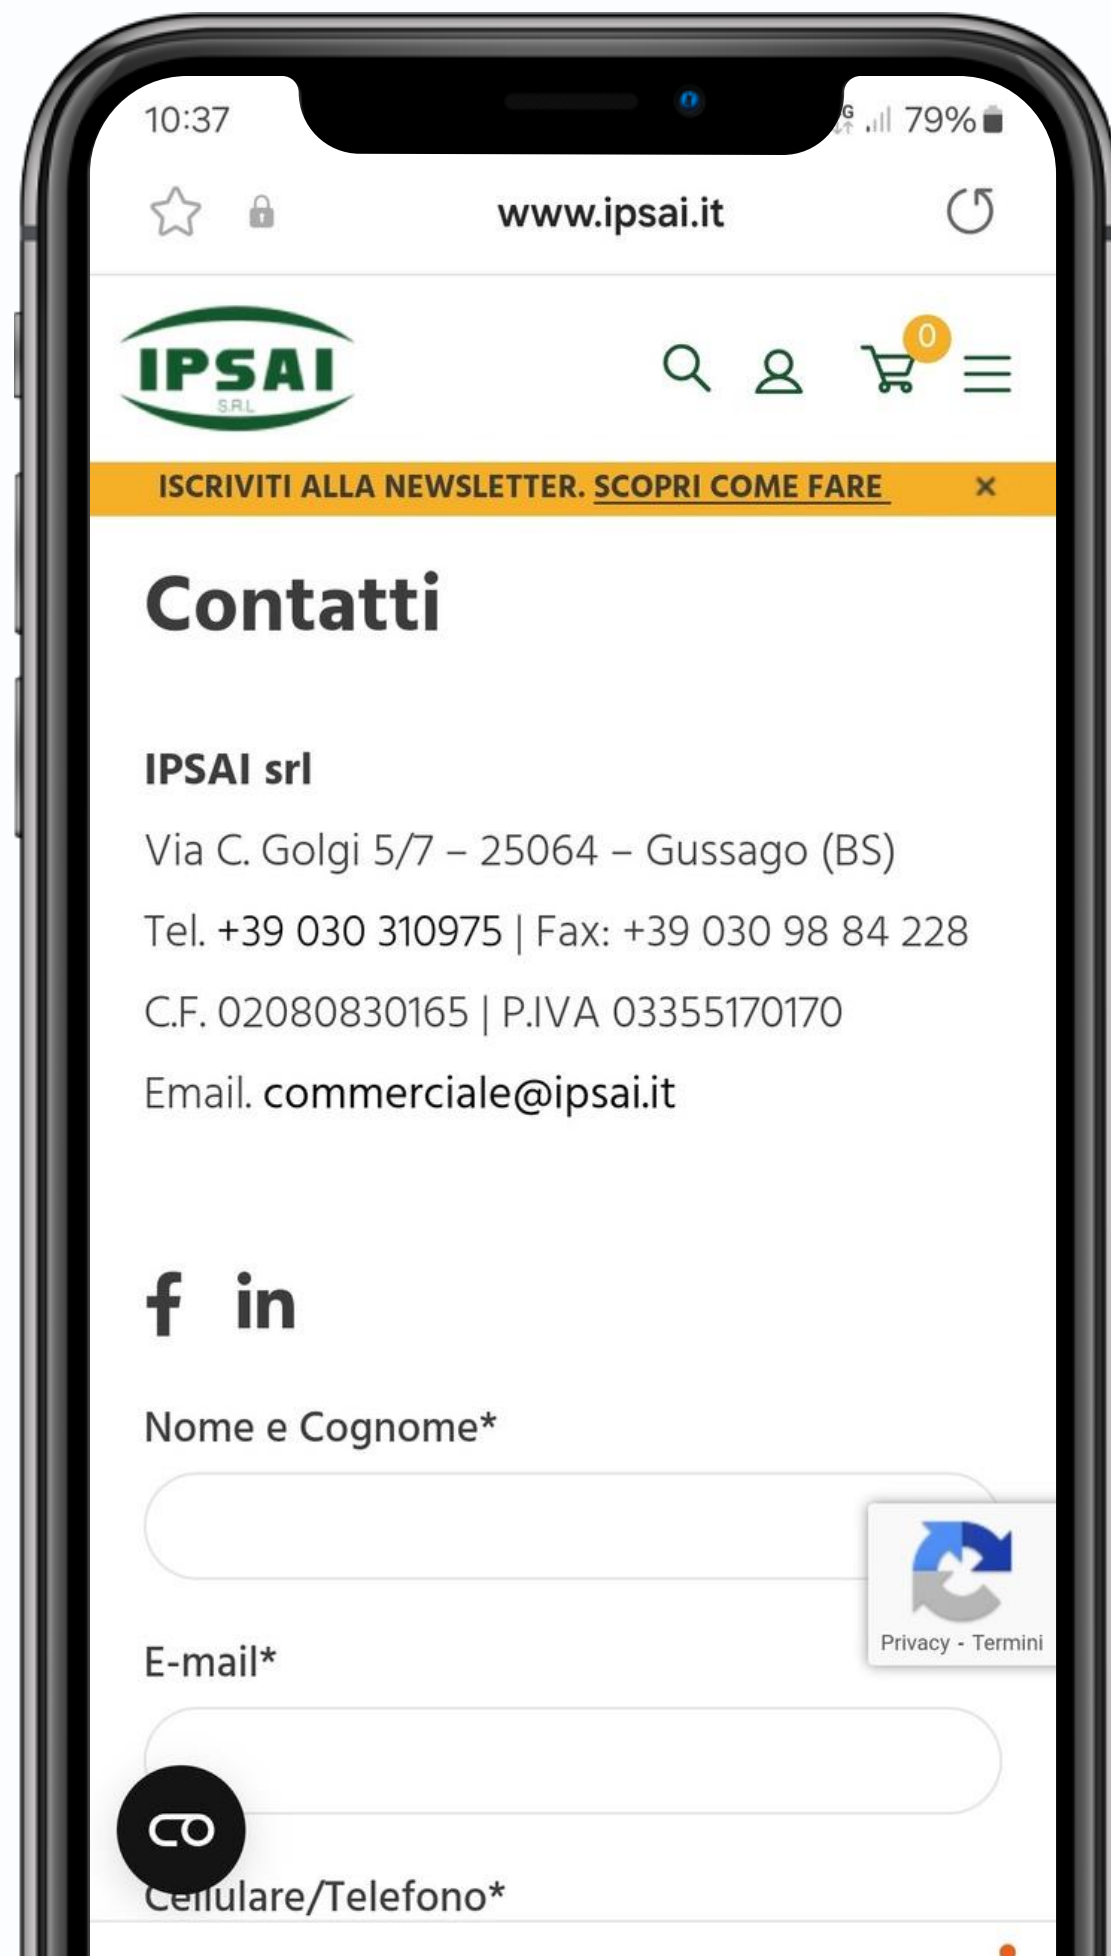 10:37
G
79%
www.ipsai.it
IPSAI
S.R.L
0
ISCRIVITI ALLA NEWSLETTER. SCOPRI COME FARE ×
Contatti
IPSAI srl
Via C. Golgi 5/7 – 25064 – Gussago (BS)
Tel. +39 030 310975 | Fax: +39 030 98 84 228
C.F. 02080830165 | P.IVA 03355170170
Email. commerciale@ipsai.it
f in
Nome e Cognome*
Privacy - Termini
E-mail*
Cellulare/Telefono*